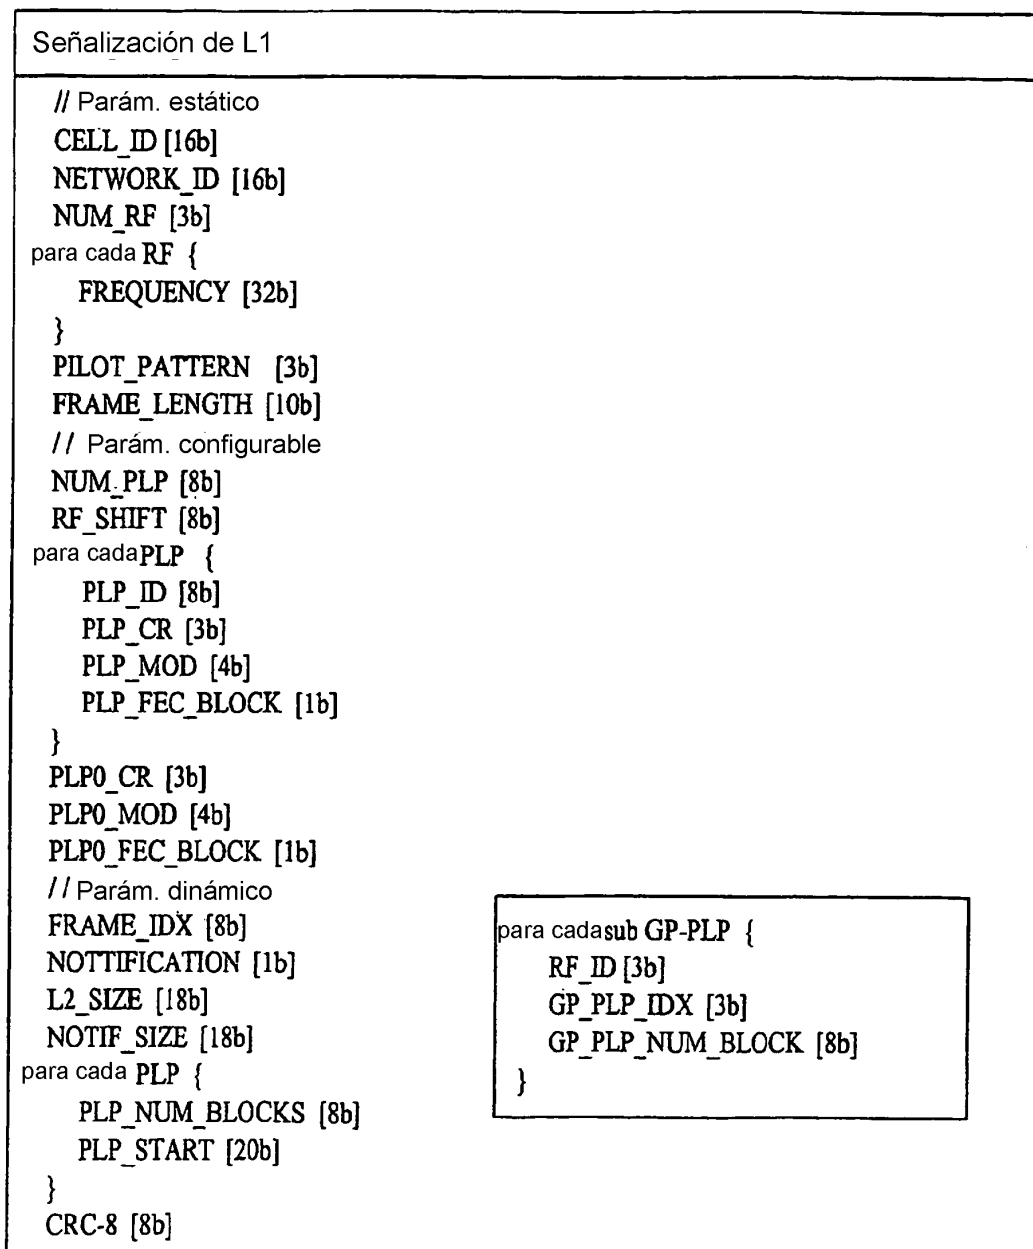 Señalización de L1
// Parám. estático
CELL_ID [16b]
NETWORK_ID [16b]
NUM_RF [3b]
para cada RF {
FREQUENCY [32b]
}
PILOT_PATTERN [3b]
FRAME_LENGTH [10b]
// Parám. configurable
NUM_PLP [8b]
RF_SHIFT [8b]
para cada PLP {
PLP_ID [8b]
PLP_CR [3b]
PLP_MOD [4b]
PLP_FEC_BLOCK [1b]
}
PLP0_CR [3b]
PLP0_MOD [4b]
PLP0_FEC_BLOCK [1b]
// Parám. dinámico
FRAME_IDX [8b]
NOTTIFICATION [1b]
L2_SIZE [18b]
NOTIF_SIZE [18b]
para cada PLP {
PLP_NUM_BLOCKS [8b]
PLP_START [20b]
}
CRC-8 [8b]
para cada sub GP-PLP {
RF_ID [3b]
GP_PLP_IDX [3b]
GP_PLP_NUM_BLOCK [8b]
}